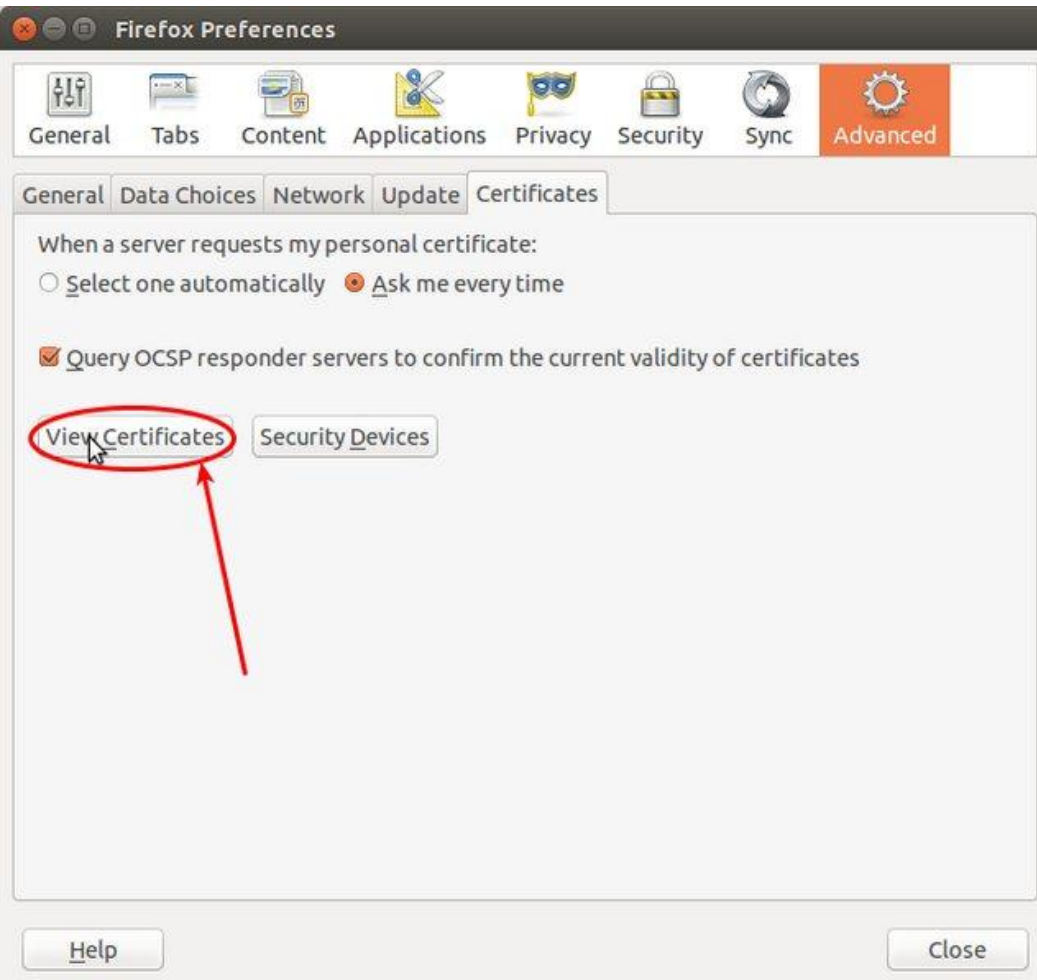 Firefox Preferences
General Tabs Content Applications Privacy Security Sync Advanced
General Data Choices Network Update Certificates
When a server requests my personal certificate:
Select one automatically Ask me every time
Query OCSP responder servers to confirm the current validity of certificates
View Certificates Security Devices
Help Close